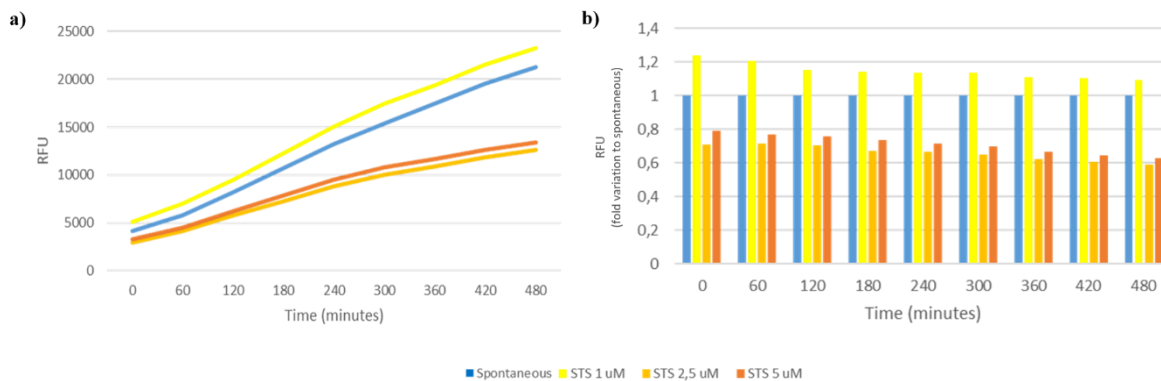 a)
25000
20000
15000
10000
5000
0
RFU
0 60 120 180 240 300 360 420 480
Time (minutes)
b)
1,4
1,2
1
0,8
0,6
0,4
0,2
0
RFU
(fold variation to spontaneous)
0 60 120 180 240 300 360 420 480
Time (minutes)
Spontaneous STS 1 uM STS 2,5 uM STS 5 uM